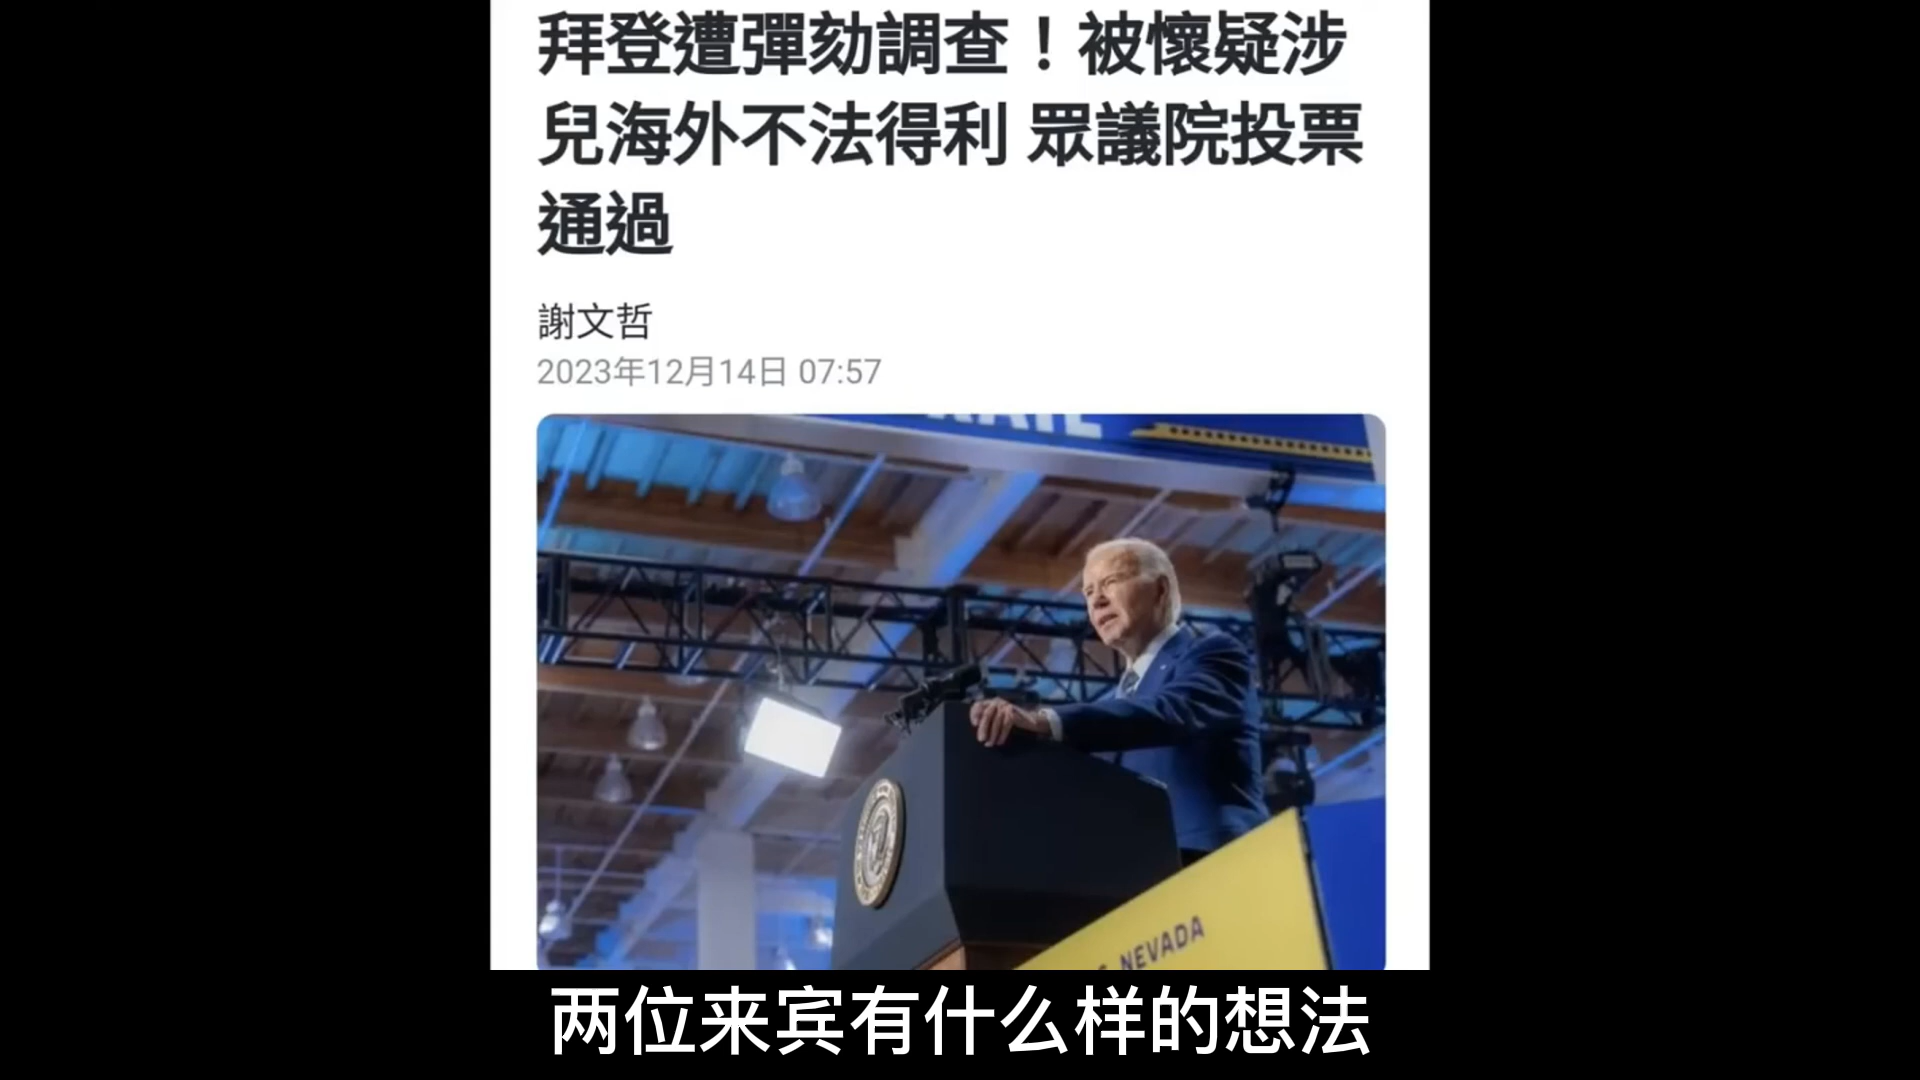 拜登遭彈劾調查！被懷疑涉
兒海外不法得利 眾議院投票
通過
謝文哲
2023年12月14日 07:57
NEVADA
两位来宾有什么样的想法